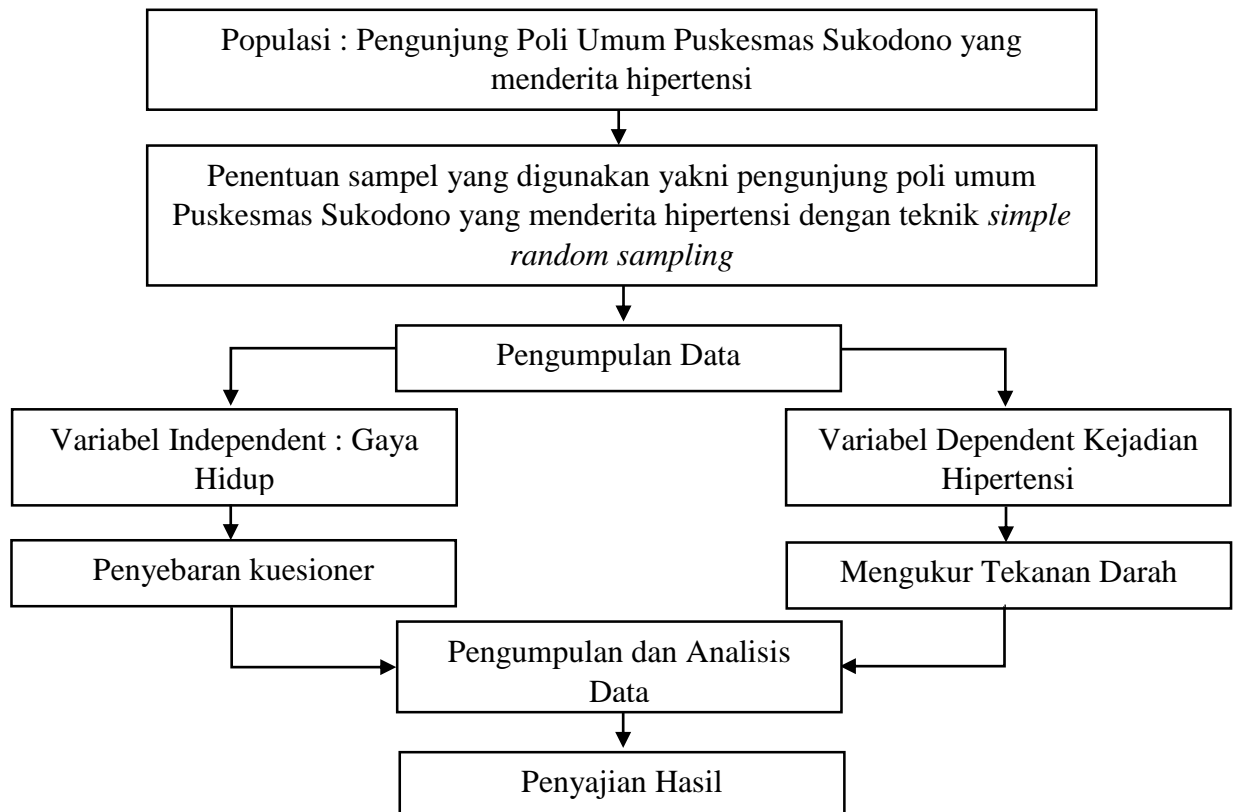 Populasi : Pengunjung Poli Umum Puskesmas Sukodono yang
menderita hipertensi
Penentuan sampel yang digunakan yakni pengunjung poli umum
Puskesmas Sukodono yang menderita hipertensi dengan teknik simple
random sampling
Pengumpulan Data
Variabel Independent : Gaya
Hidup
Variabel Dependent Kejadian
Hipertensi
Penyebaran kuesioner
Mengukur Tekanan Darah
Pengumpulan dan Analisis
Data
Penyajian Hasil